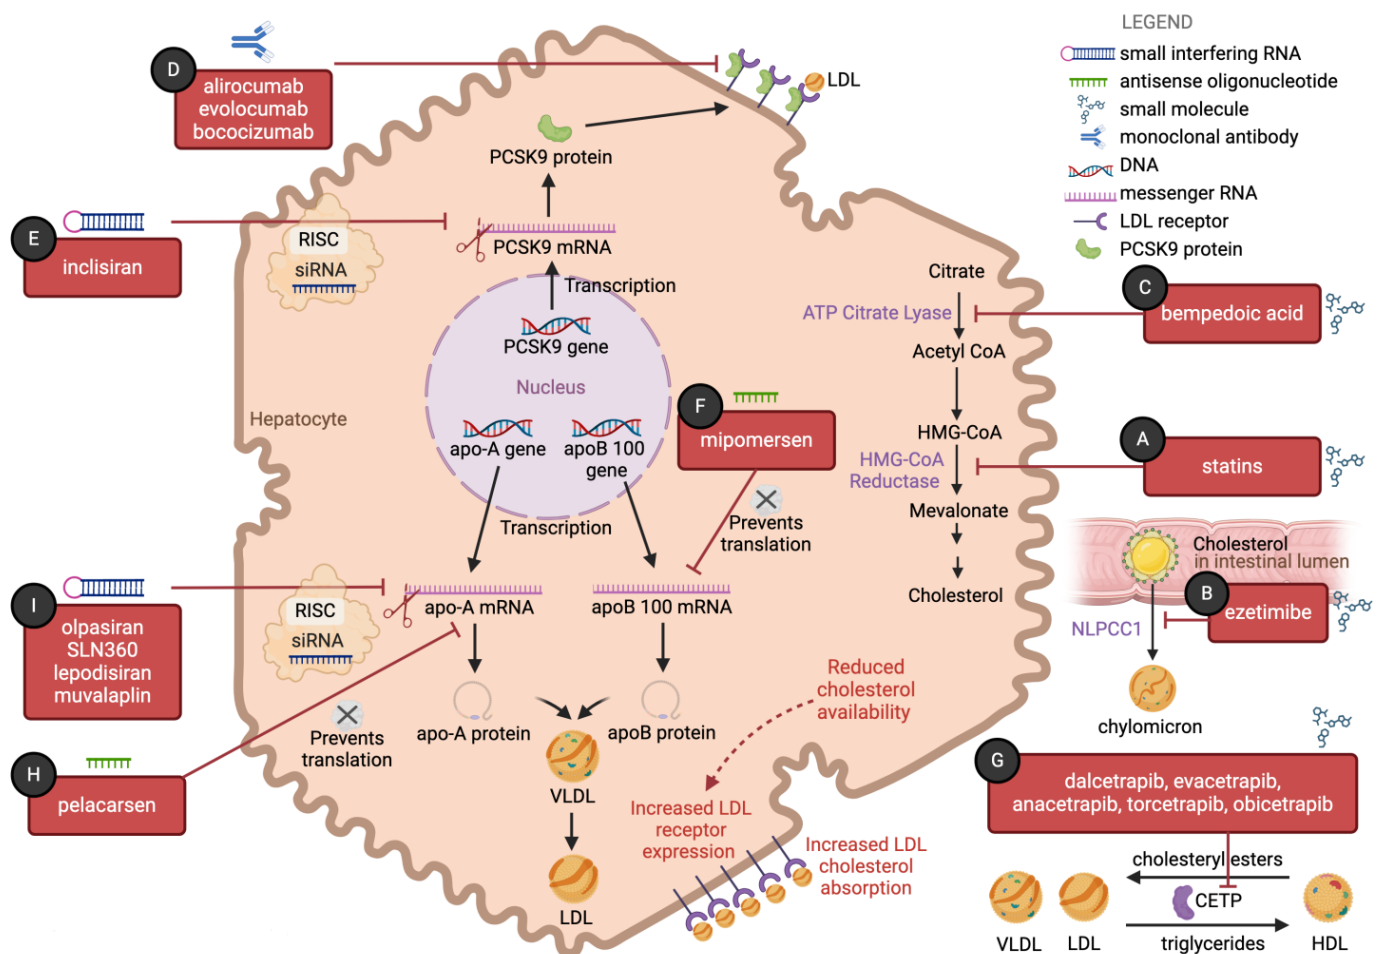 LEGEND
small interfering RNA
antisense oligonucleotide
small molecule
monoclonal antibody
DNA
messenger RNA
LDL receptor
PCSK9 protein
D
alirocumab
evolocumab
bococizumab
LDL
PCSK9 protein
E
inclisiran
RISC
siRNA
PCSK9 mRNA
Transcription
PCSK9 gene
Nucleus
Hepatocyte
apo-A gene
apoB 100
gene
Transcription
F
mipomersen
Prevents
translation
Citrate
ATP Citrate Lyase
Acetyl CoA
HMG-CoA
HMG-CoA
Reductase
Mevalonate
Cholesterol
C
bempedoic acid
A
statins
Cholesterol
in intestinal lumen
B
ezetimibe
NLPCC1
chylomicron
I
olpasiran
SLN360
lepodisiran
muvalaplin
RISC
siRNA
apo-A mRNA
apoB 100 mRNA
H
pelacarsen
Prevents
translation
apo-A protein
apoB protein
VLDL
LDL
Reduced
cholesterol
availability
Increased LDL
receptor
expression
Increased LDL
cholesterol
absorption
G
dalcetrapib, evacetrapib,
anacetrapib, torcetrapib, obicetrapib
cholesteryl esters
CETP
triglycerides
VLDL
LDL
HDL